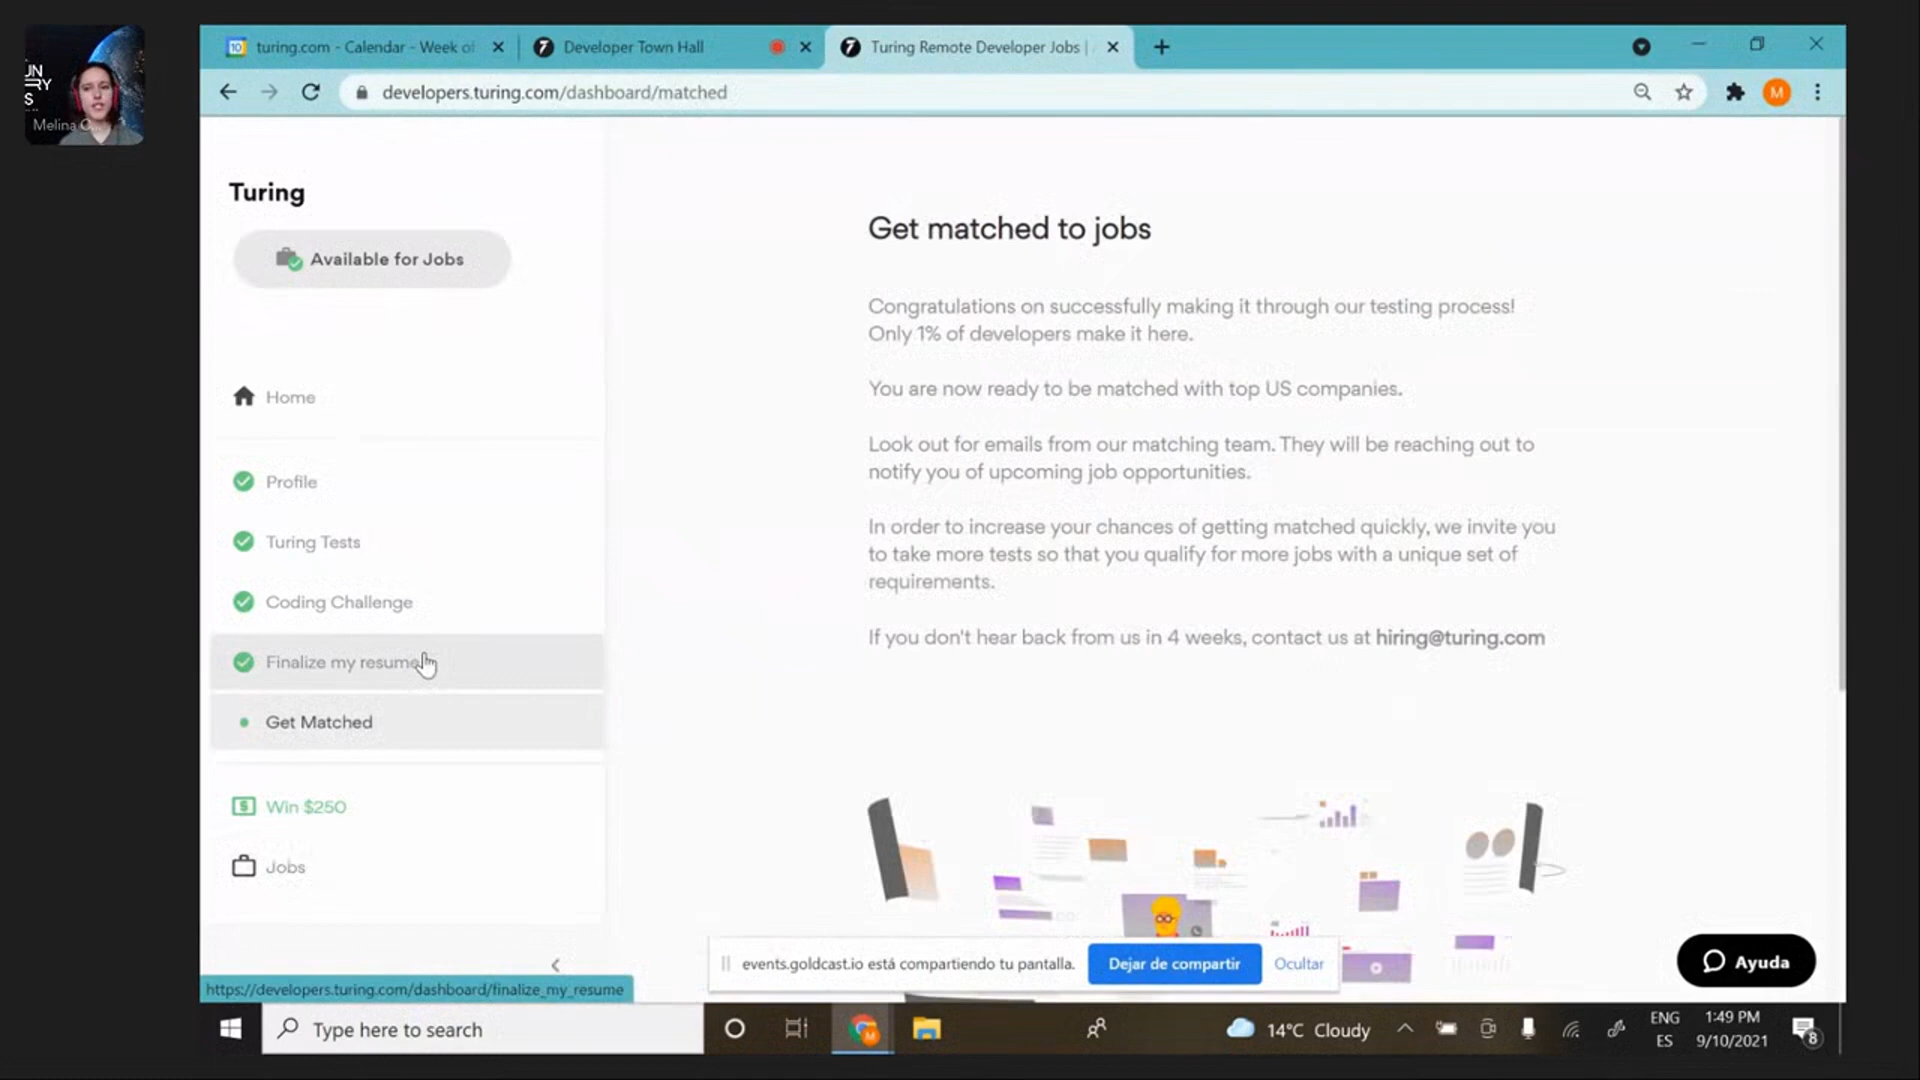 turing.com - Calendar - Week of
Developer Town Hall
Turing Remote Developer Jobs |
developers.turing.com/dashboard/matched
M
Melina C
Turing
Available for Jobs
Home
Profile
Turing Tests
Coding Challenge
Finalize my resume
Get Matched
Win $250
Jobs
Get matched to jobs
Congratulations on successfully making it through our testing process!
Only 1% of developers make it here.
You are now ready to be matched with top US companies.
Look out for emails from our matching team. They will be reaching out to
notify you of upcoming job opportunities.
In order to increase your chances of getting matched quickly, we invite you
to take more tests so that you qualify for more jobs with a unique set of
requirements.
If you don't hear back from us in 4 weeks, contact us at hiring@turing.com
events.goldcast.io está compartiendo tu pantalla.
Dejar de compartir
Ocultar
Ayuda
https://developers.turing.com/dashboard/finalize_my_resume
Type here to search
14°C Cloudy
ENG
ES
1:49 PM
9/10/2021
8